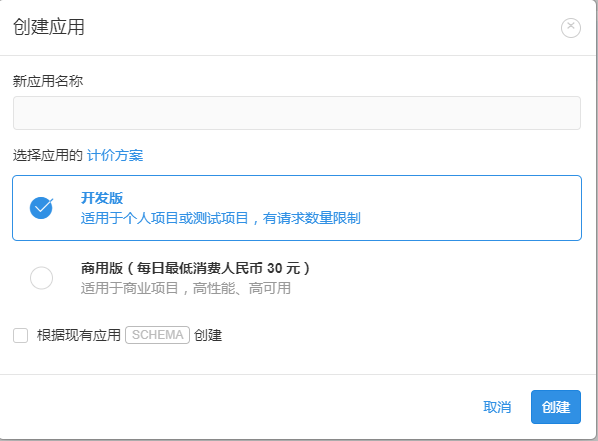 创建应用
新应用名称
选择应用的 计价方案
开发版
适用于个人项目或测试项目，有请求数量限制
商用版（每日最低消费人民币 30 元）
适用于商业项目，高性能、高可用
根据现有应用 SCHEMA 创建
取消 创建